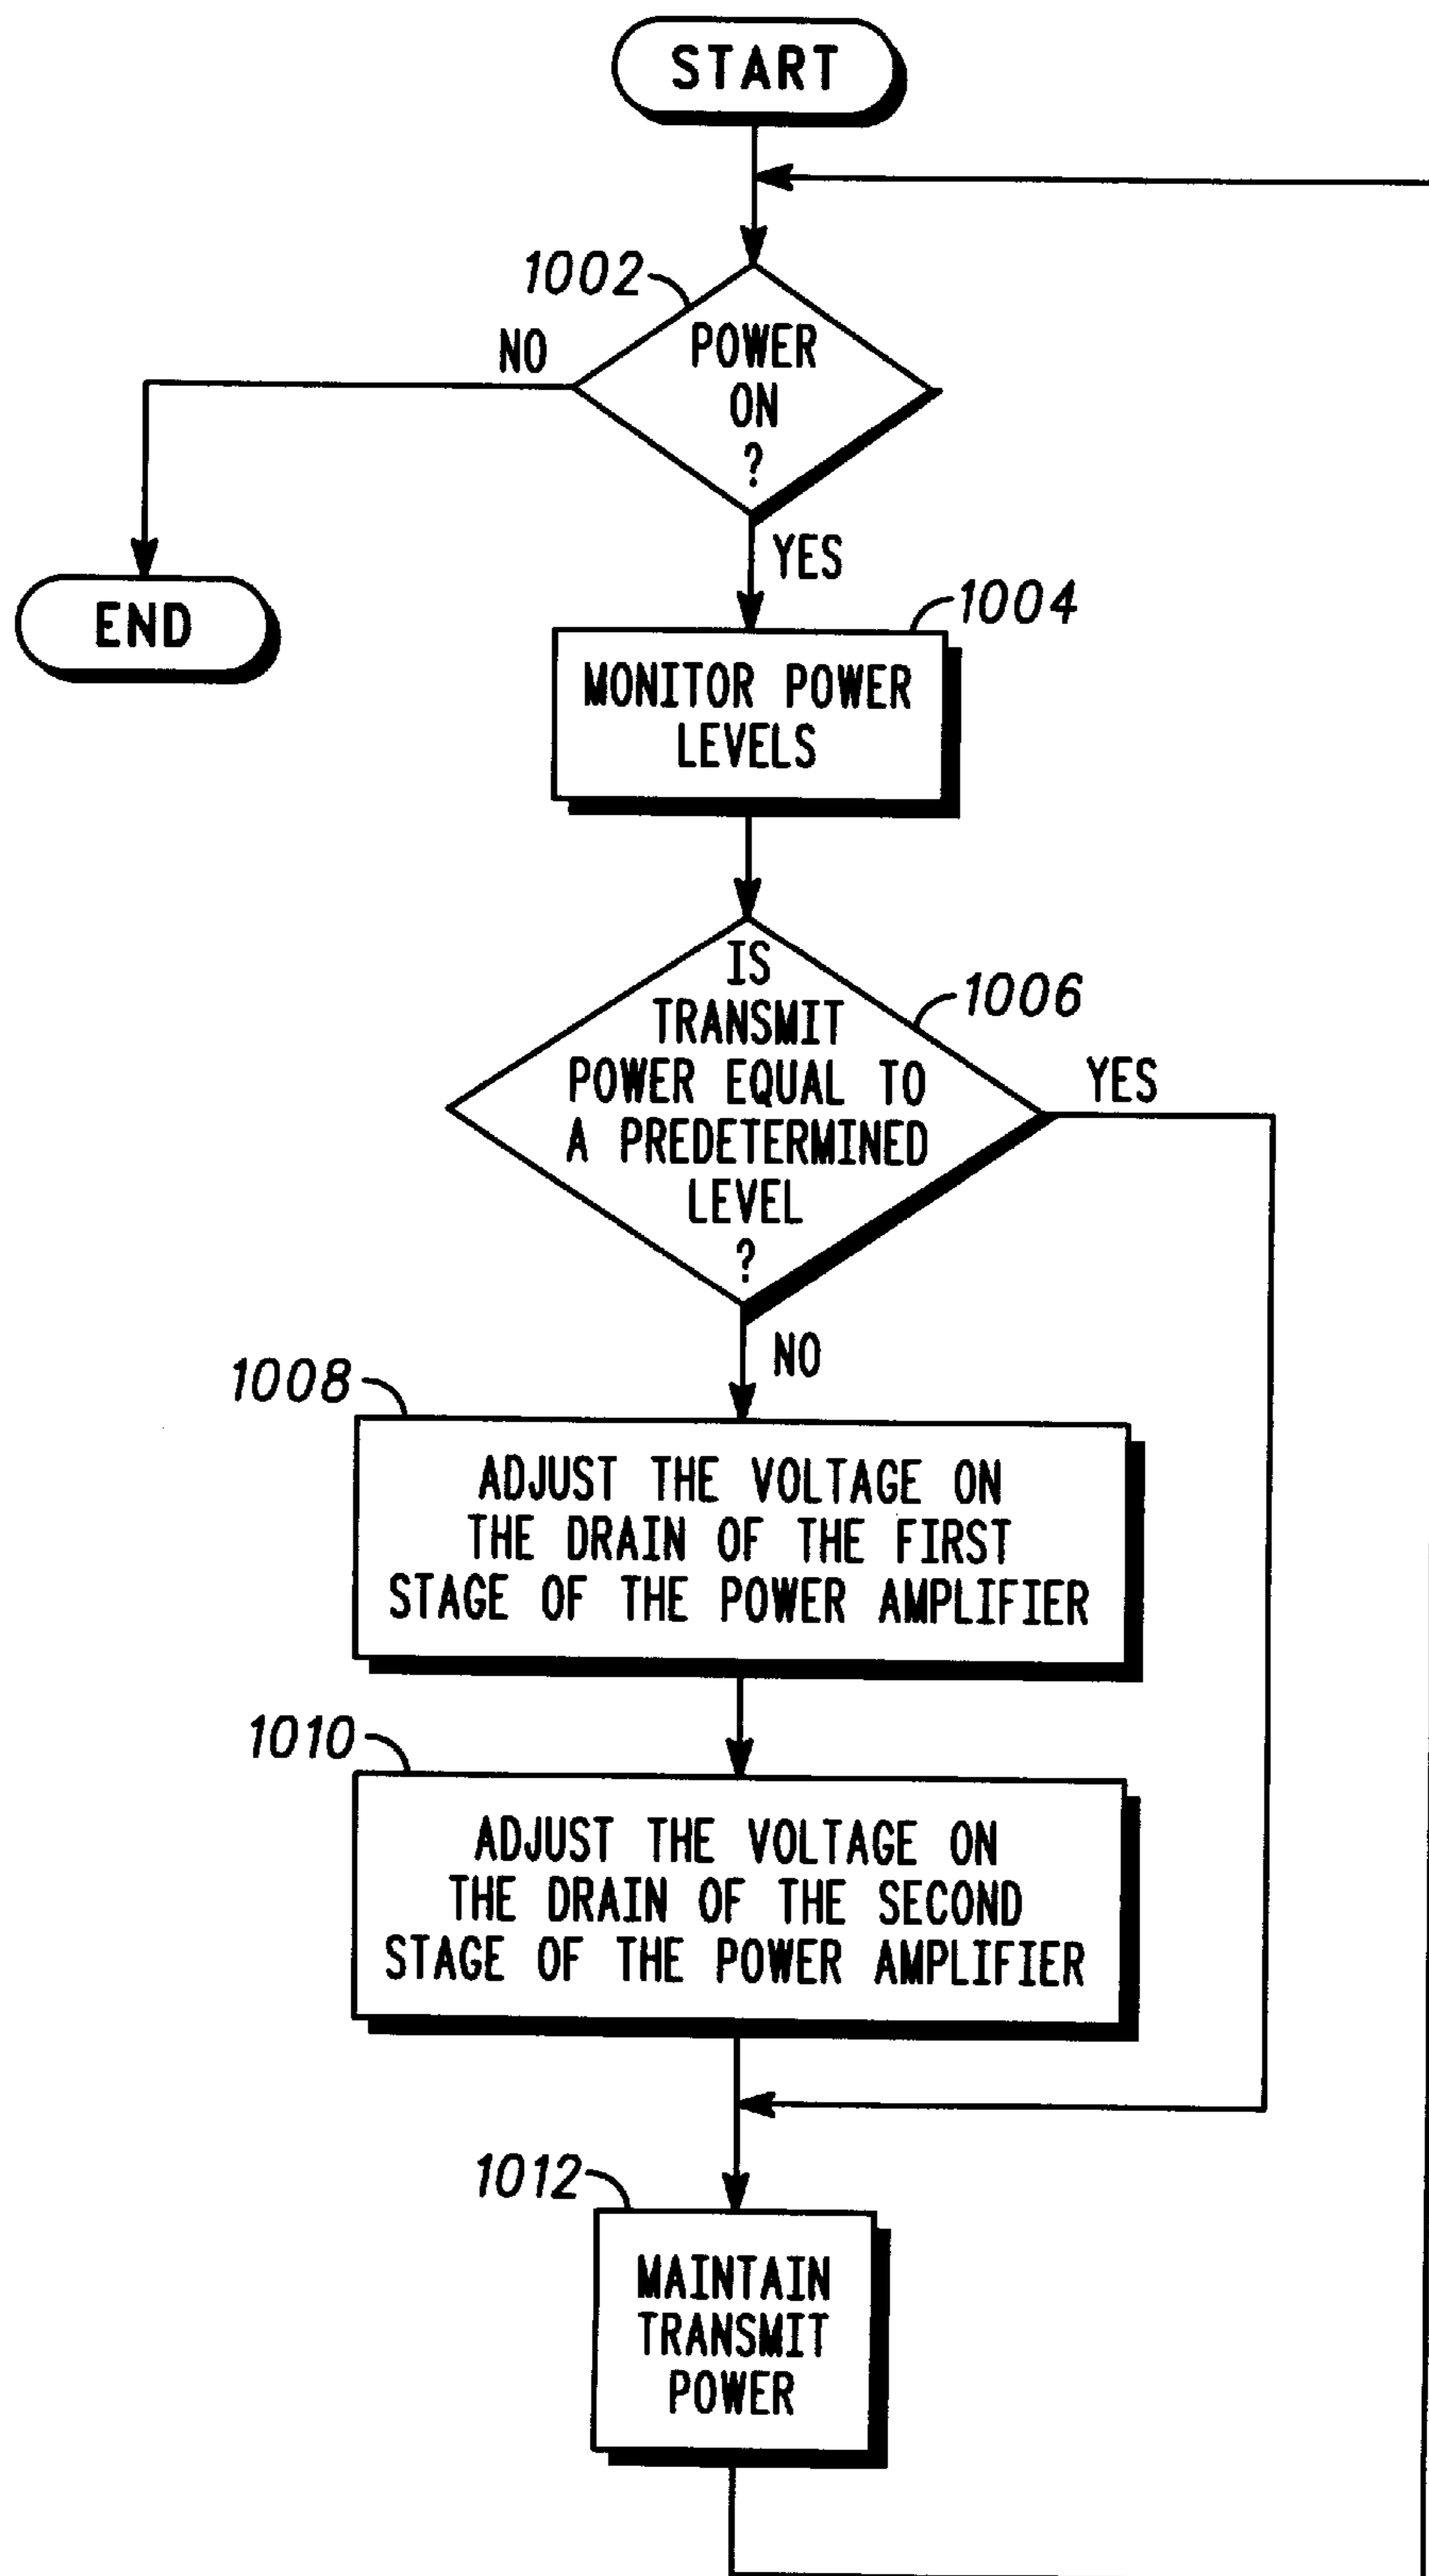 START
1002
POWER
ON
?
NO
YES
END
1004
MONITOR POWER
LEVELS
1006
IS
TRANSMIT
POWER EQUAL TO
A PREDETERMINED
LEVEL
?
YES
NO
1008
ADJUST THE VOLTAGE ON
THE DRAIN OF THE FIRST
STAGE OF THE POWER AMPLIFIER
1010
ADJUST THE VOLTAGE ON
THE DRAIN OF THE SECOND
STAGE OF THE POWER AMPLIFIER
1012
MAINTAIN
TRANSMIT
POWER